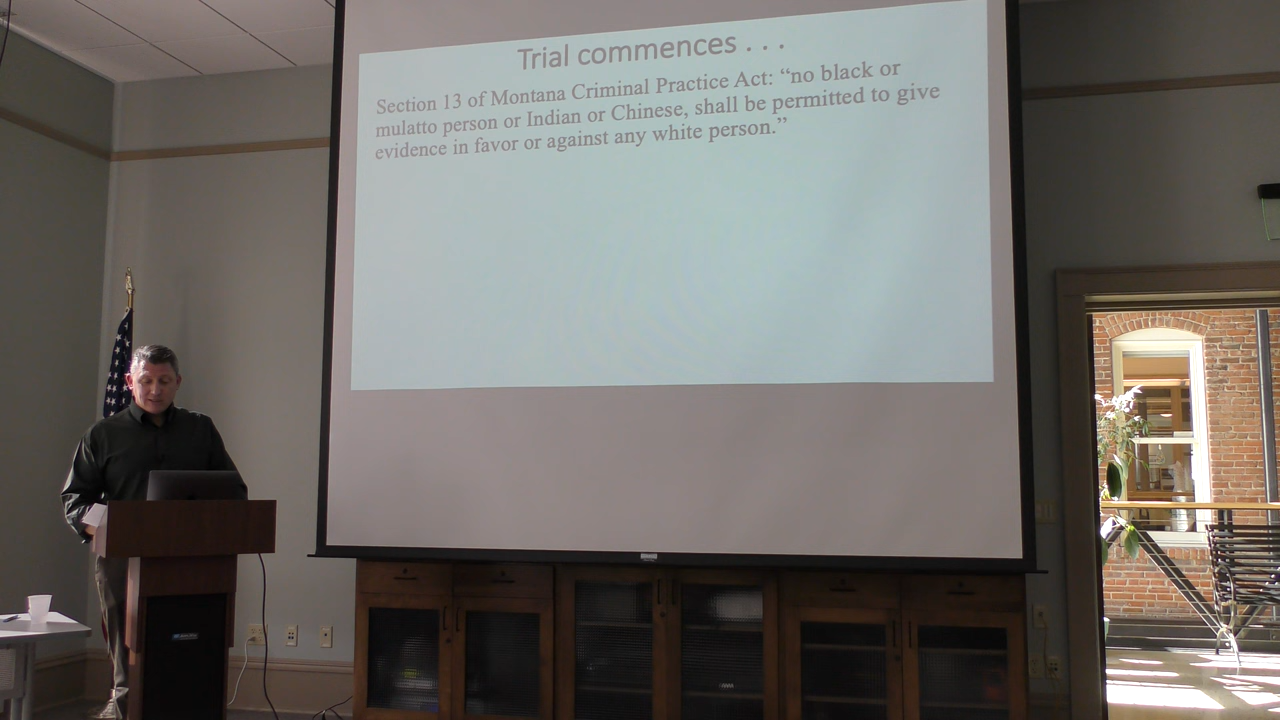 Trial commences . . .
Section 13 of Montana Criminal Practice Act: “no black or
mulatto person or Indian or Chinese, shall be permitted to give
evidence in favor or against any white person.”